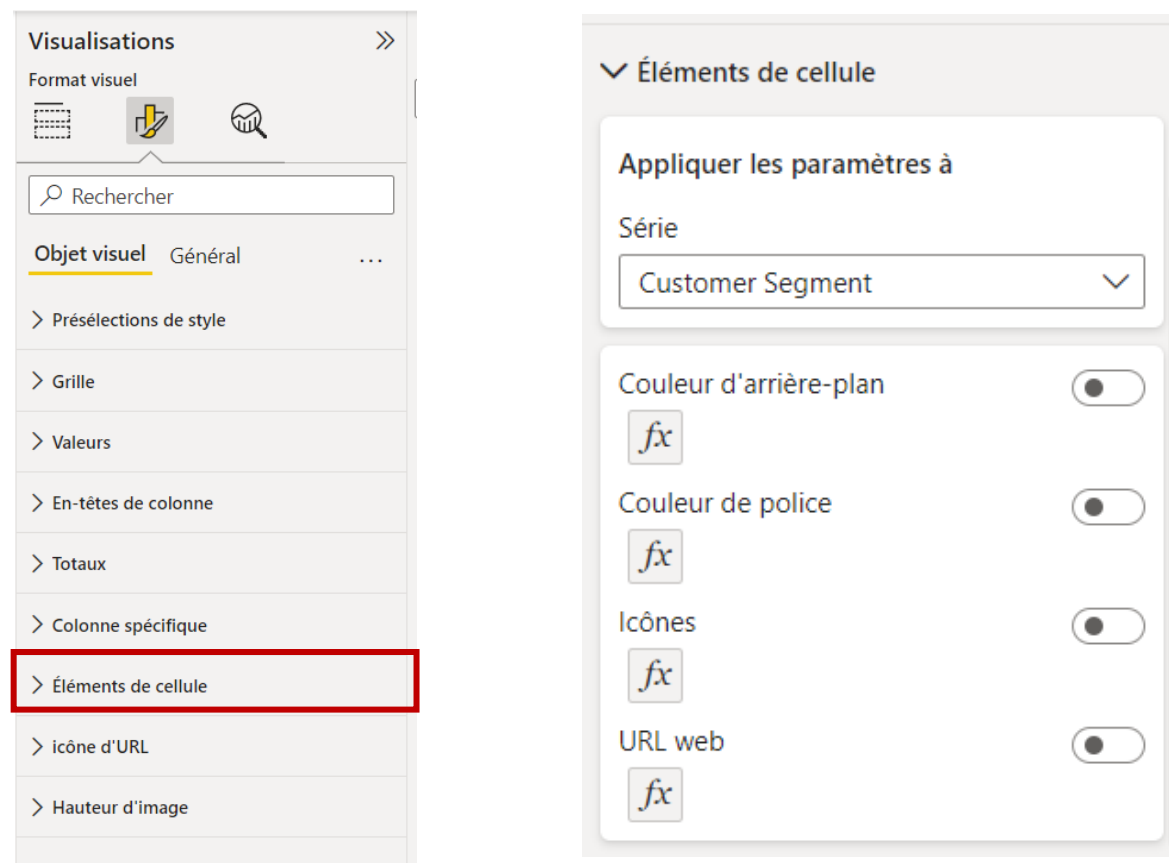 Visualisations
Format visuel
Rechercher
Objet visuel Général
Présélections de style
Grille
Valeurs
En-têtes de colonne
Totaux
Colonne spécifique
Éléments de cellule
icône d'URL
Hauteur d'image
Éléments de cellule
Appliquer les paramètres à
Série
Customer Segment
Couleur d'arrière-plan
fx
Couleur de police
fx
Icônes
fx
URL web
fx